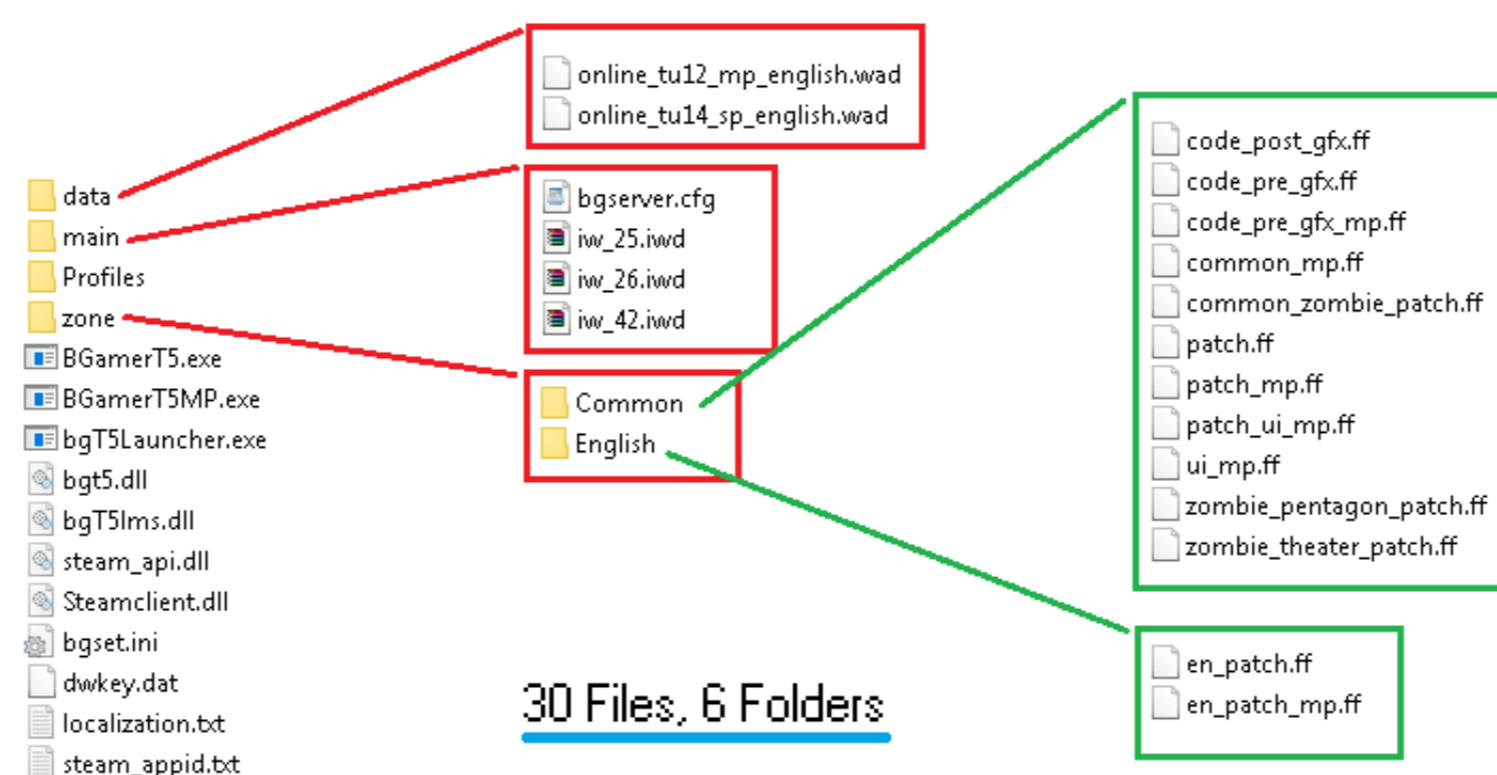 data
main
Profiles
zone
BGamerT5.exe
BGamerT5MP.exe
bgT5Launcher.exe
bgt5.dll
bgT5lms.dll
steam_api.dll
Steamclient.dll
bgset.ini
dwkey.dat
localization.txt
steam_appid.txt
online_tu12_mp_english.wad
online_tu14_sp_english.wad
bgserver.cfg
iw_25.iwd
iw_26.iwd
iw_42.iwd
Common
English
30 Files, 6 Folders
code_post_gfx.ff
code_pre_gfx.ff
code_pre_gfx_mp.ff
common_mp.ff
common_zombie_patch.ff
patch.ff
patch_mp.ff
patch_ui_mp.ff
ui_mp.ff
zombie_pentagon_patch.ff
zombie_theater_patch.ff
en_patch.ff
en_patch_mp.ff